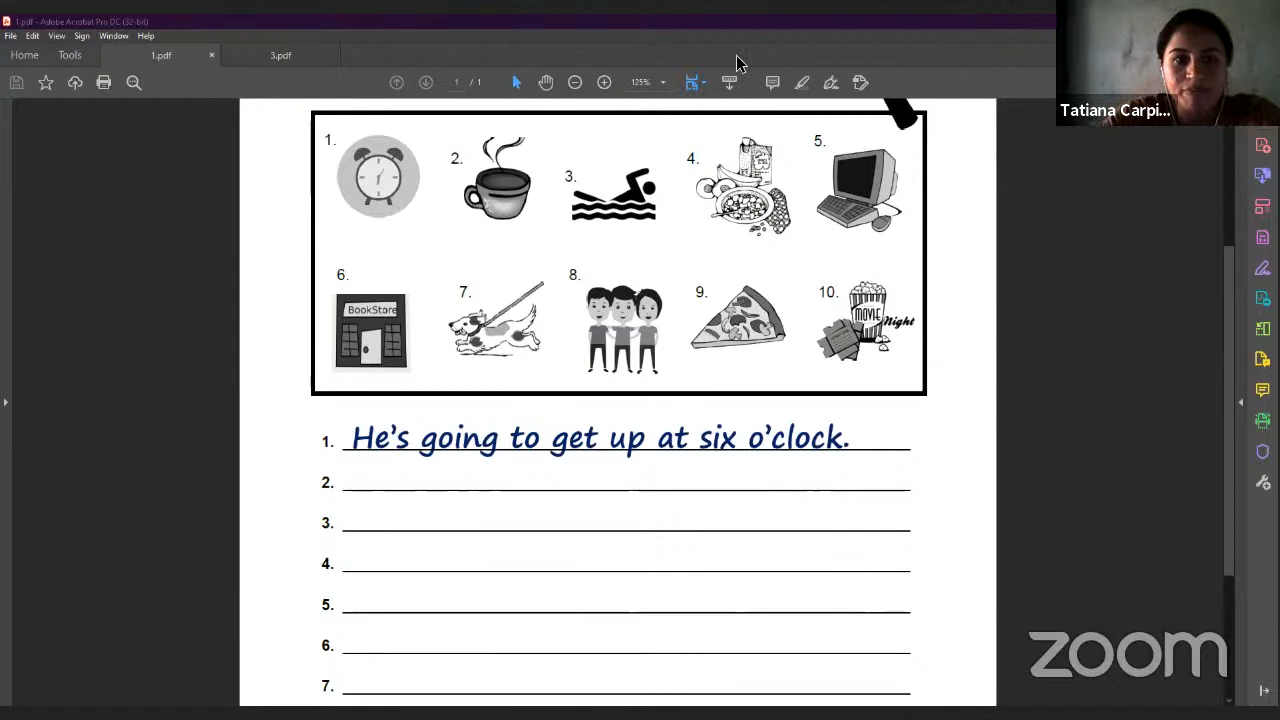 1.pdf - Adobe Acrobat Pro DC (32-bit)
File Edit View Sign Window Help
Home Tools 1.pdf × 3.pdf
1 / 1 125%
Tatiana Carpi...
1. 2. 3. 4. 5.
6. 7. 8. 9. 10.
BookStore
MOVIE Night
1. He's going to get up at six o'clock.
2.
3.
4.
5.
6.
7.
zoom